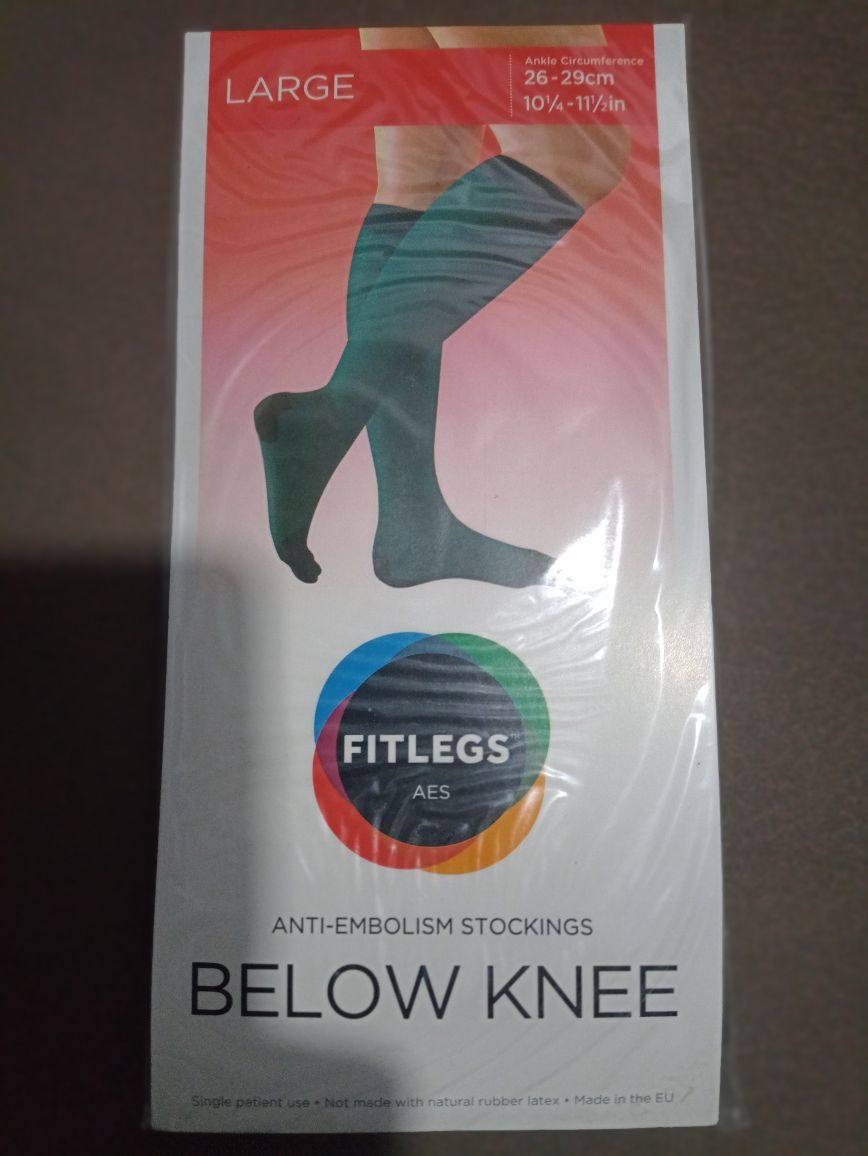 LARGE
Ankle Circumference
26-29cm
10¼-11½in
FITLEGS™
AES
ANTI-EMBOLISM STOCKINGS
BELOW KNEE
Single patient use • Not made with natural rubber latex • Made in the EU